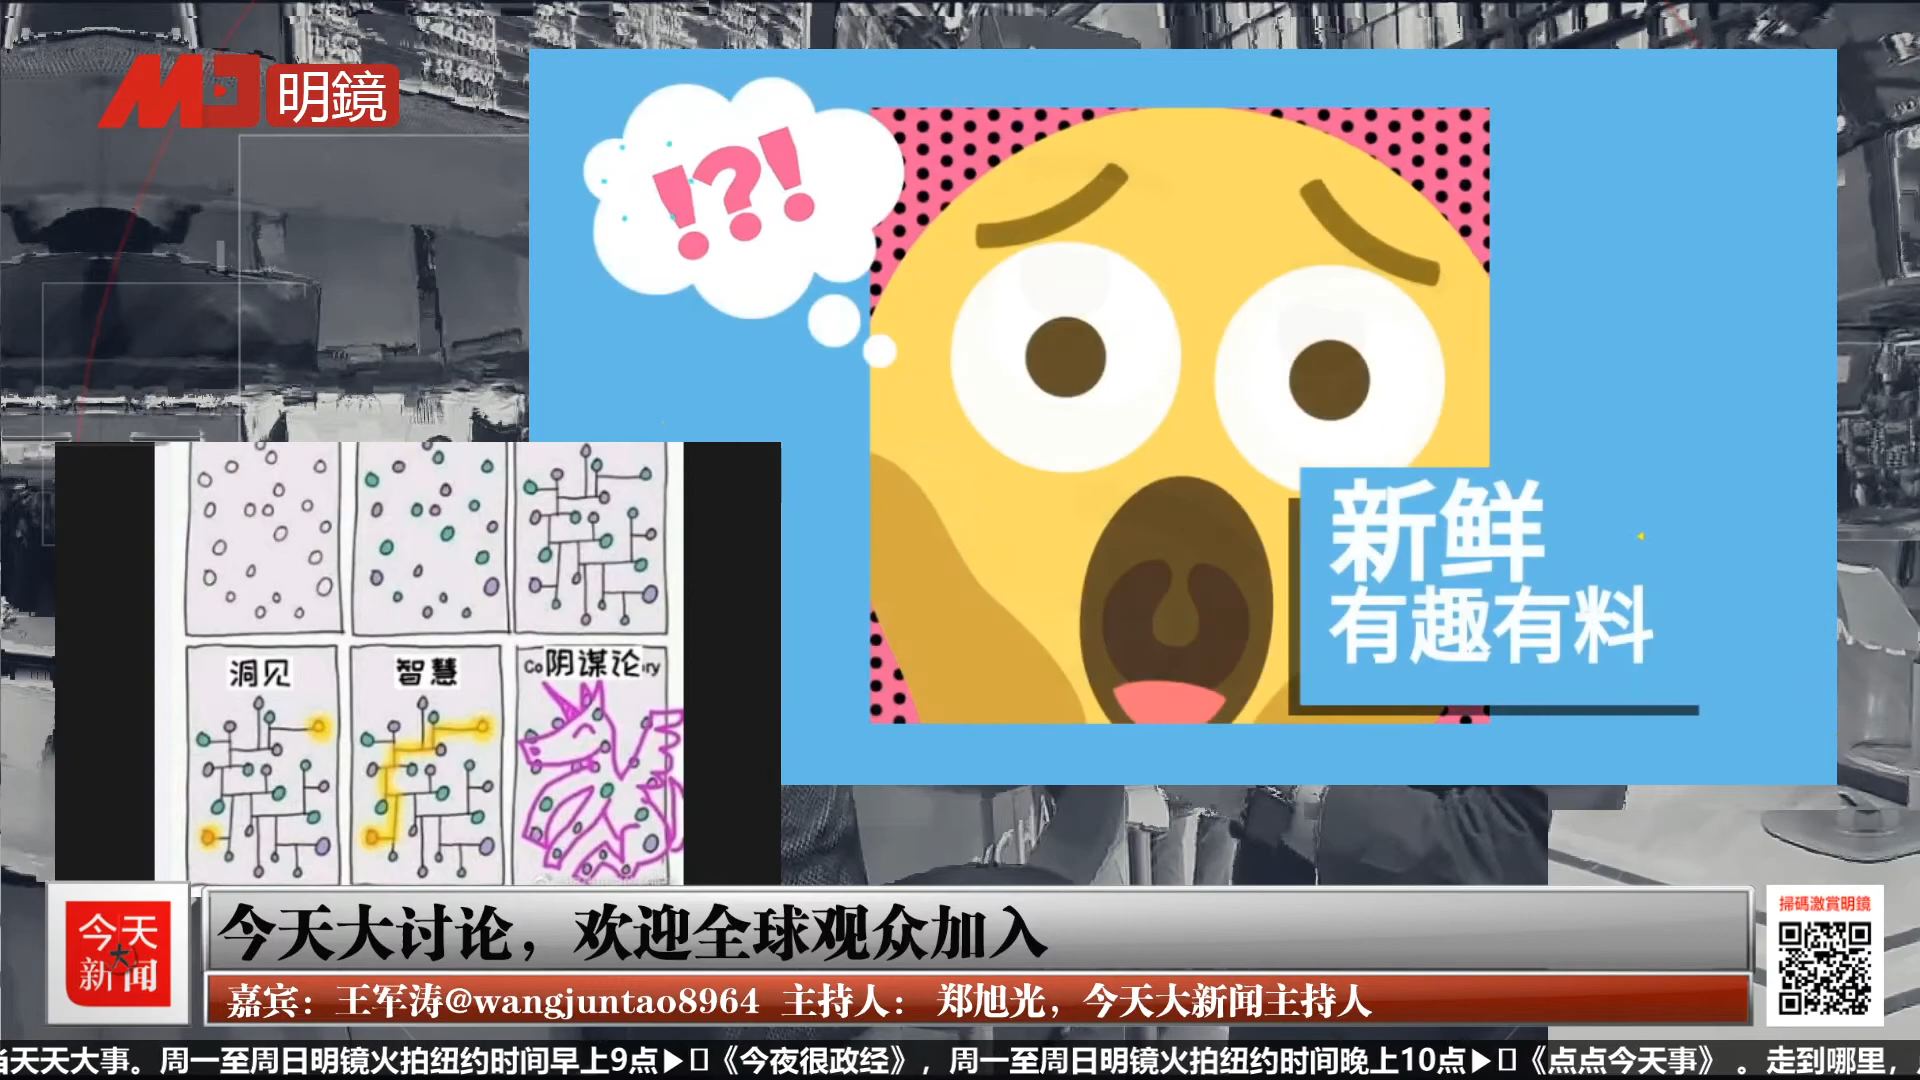 明鏡
!?!
新鲜
有趣有料
洞见
智慧
Co阴谋论ry
今天大新闻
今天大讨论，欢迎全球观众加入
嘉宾：王军涛@wangjuntao8964 主持人： 郑旭光，今天大新闻主持人
掃碼激賞明鏡
天天大事。周一至周日明镜火拍纽约时间早上9点▶《今夜很政经》，周一至周日明镜火拍纽约时间晚上10点▶《点点今天事》 。走到哪里，